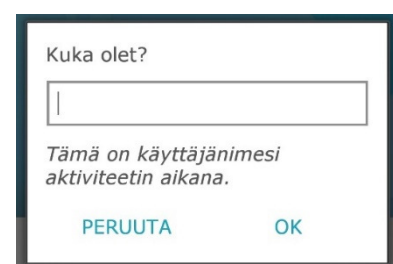 Kuka olet?
Tämä on käyttäjänimesi
aktiviteetin aikana.
PERUUTA OK